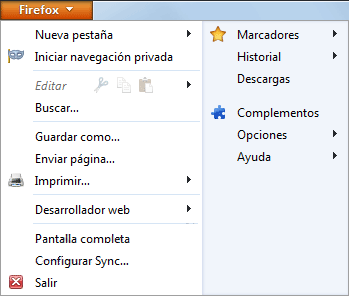 Firefox
Nueva pestaña
Iniciar navegación privada
Editar
Buscar...
Guardar como...
Enviar página...
Imprimir...
Desarrollador web
Pantalla completa
Configurar Sync...
Salir
Marcadores
Historial
Descargas
Complementos
Opciones
Ayuda